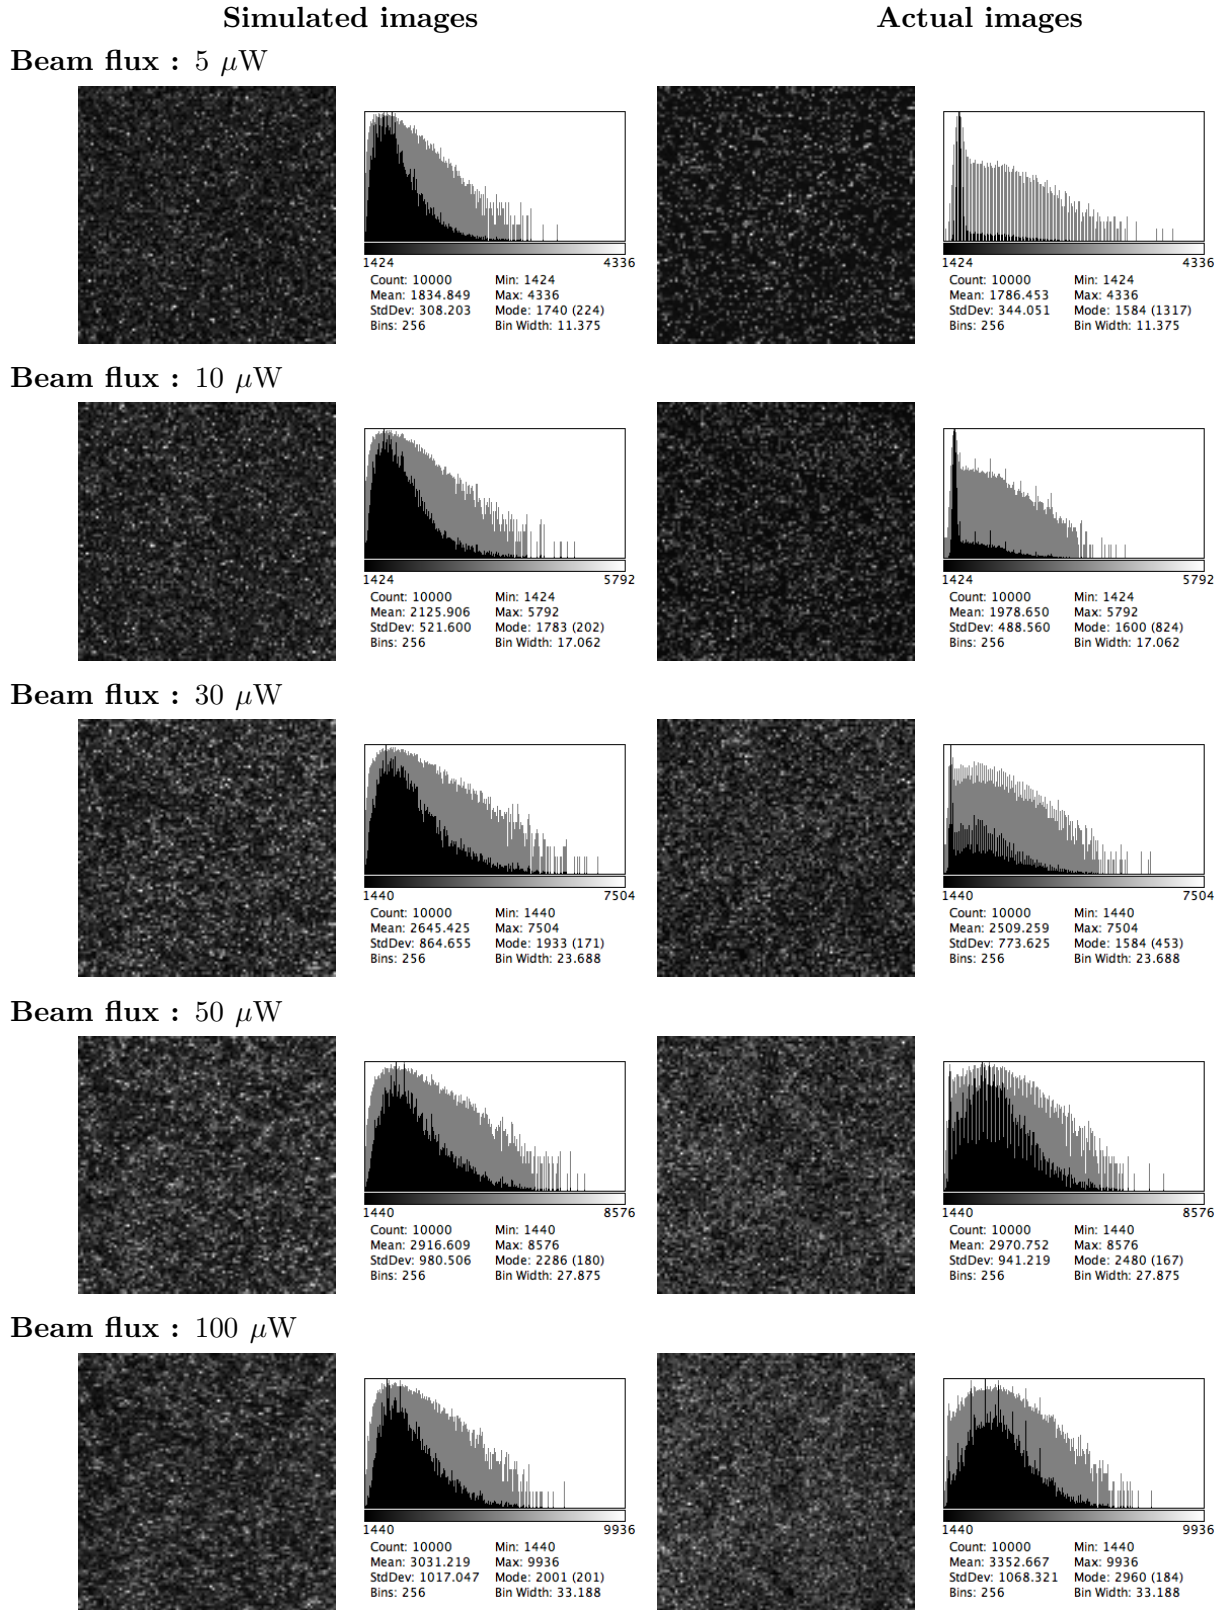 Simulated images Actual images
Beam flux : 5 μW
1424 4336 1424 4336
Count: 10000 Min: 1424 Count: 10000 Min: 1424
Mean: 1834.849 Max: 4336 Mean: 1786.453 Max: 4336
StdDev: 308.203 Mode: 1740 (224) StdDev: 344.051 Mode: 1584 (1317)
Bins: 256 Bin Width: 11.375 Bins: 256 Bin Width: 11.375
Beam flux : 10 μW
1424 5792 1424 5792
Count: 10000 Min: 1424 Count: 10000 Min: 1424
Mean: 2125.906 Max: 5792 Mean: 1978.650 Max: 5792
StdDev: 521.600 Mode: 1783 (202) StdDev: 488.560 Mode: 1600 (824)
Bins: 256 Bin Width: 17.062 Bins: 256 Bin Width: 17.062
Beam flux : 30 μW
1440 7504 1440 7504
Count: 10000 Min: 1440 Count: 10000 Min: 1440
Mean: 2645.425 Max: 7504 Mean: 2509.259 Max: 7504
StdDev: 864.655 Mode: 1933 (171) StdDev: 773.625 Mode: 1584 (453)
Bins: 256 Bin Width: 23.688 Bins: 256 Bin Width: 23.688
Beam flux : 50 μW
1440 8576 1440 8576
Count: 10000 Min: 1440 Count: 10000 Min: 1440
Mean: 2916.609 Max: 8576 Mean: 2970.752 Max: 8576
StdDev: 980.506 Mode: 2286 (180) StdDev: 941.219 Mode: 2480 (167)
Bins: 256 Bin Width: 27.875 Bins: 256 Bin Width: 27.875
Beam flux : 100 μW
1440 9936 1440 9936
Count: 10000 Min: 1440 Count: 10000 Min: 1440
Mean: 3031.219 Max: 9936 Mean: 3352.667 Max: 9936
StdDev: 1017.047 Mode: 2001 (201) StdDev: 1068.321 Mode: 2960 (184)
Bins: 256 Bin Width: 33.188 Bins: 256 Bin Width: 33.188